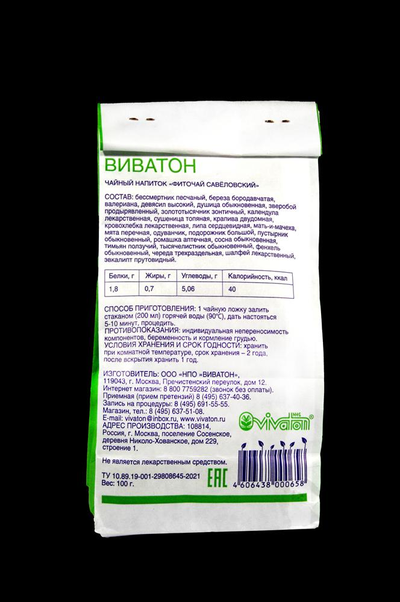 ВИВАТОН
ЧАЙНЫЙ НАПИТОК «ФИТОЧАЙ САВЁЛОВСКИЙ»
СОСТАВ: бессмертник песчаный, береза бородавчатая,
валериана, девясил высокий, душица обыкновенная, зверобой
продырявленный, золототысячник зонтичный, календула
лекарственная, сушеница топяная, крапива двудомная,
кровохлебка лекарственная, липа сердцевидная, мать-и-мачеха,
мята перечная, одуванчик, подорожник большой, пустырник
обыкновенный, ромашка аптечная, сосна обыкновенная,
тимьян ползучий, тысячелистник обыкновенный, фенхель
обыкновенный, череда трехраздельная, шалфей лекарственный,
эвкалипт прутовидный.
Белки, г Жиры, г Углеводы, г Калорийность, ккал
1,8 0,7 5,06 40
СПОСОБ ПРИГОТОВЛЕНИЯ: 1 чайную ложку залить
стаканом (200 мл) горячей воды (90°С), дать настояться
5-10 минут, процедить.
ПРОТИВОПОКАЗАНИЯ: индивидуальная непереносимость
компонентов, беременность и кормление грудью.
УСЛОВИЯ ХРАНЕНИЯ И СРОК ГОДНОСТИ: хранить
при комнатной температуре, срок хранения – 2 года,
после вскрытия хранить 1 год.
ИЗГОТОВИТЕЛЬ: ООО «НПО «ВИВАТОН»,
119043, г. Москва, Пречистенский переулок, дом 12.
Интернет магазин: 8 800 7759282 (звонок без оплаты).
Приемная (прием претензий) 8 (495) 637-40-36.
Запись на процедуры: 8 (495) 691-55-55.
Магазин, тел.: 8 (495) 637-51-08.
E-mail: vivaton@inbox.ru, www.vivaton.ru
АДРЕС ПРОИЗВОДСТВА: 108814,
Россия, г. Москва, поселение Сосенское,
деревня Николо-Хованское, дом 229,
строение 1.
vivaton
Не является лекарственным средством.
ТУ 10.89.19-001-29808645-2021
Вес: 100 г.
EAC
4 606438 000658